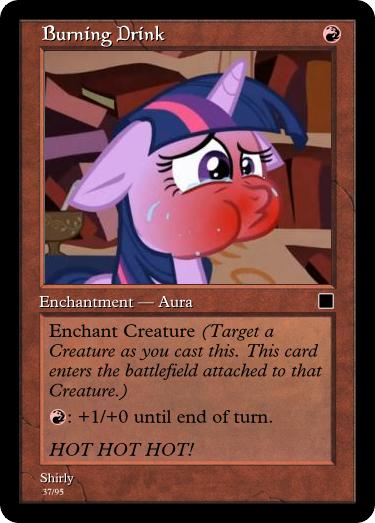 Burning Drink
Enchantment — Aura
Enchant Creature (Target a
Creature as you cast this. This card
enters the battlefield attached to that
Creature.)
: +1/+0 until end of turn.
HOT HOT HOT!
Shirly
37/95